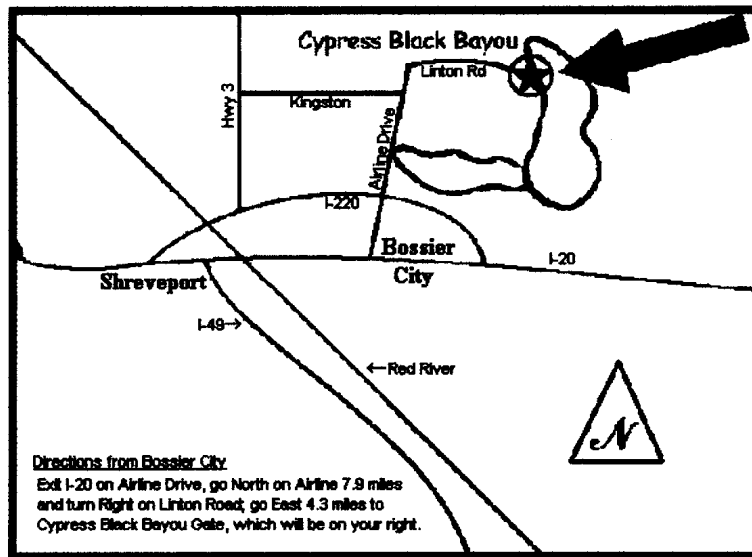 Cypress Black Bayou
Linton Rd
Kingston
Hwy 3
Airline Drive
I-220
Bossier
City
I-20
Shreveport
I-49→
←Red River
N
Directions from Bossier City
Exit I-20 on Airline Drive, go North on Airline 7.9 miles
and turn Right on Linton Road; go East 4.3 miles to
Cypress Black Bayou Gate, which will be on your right.